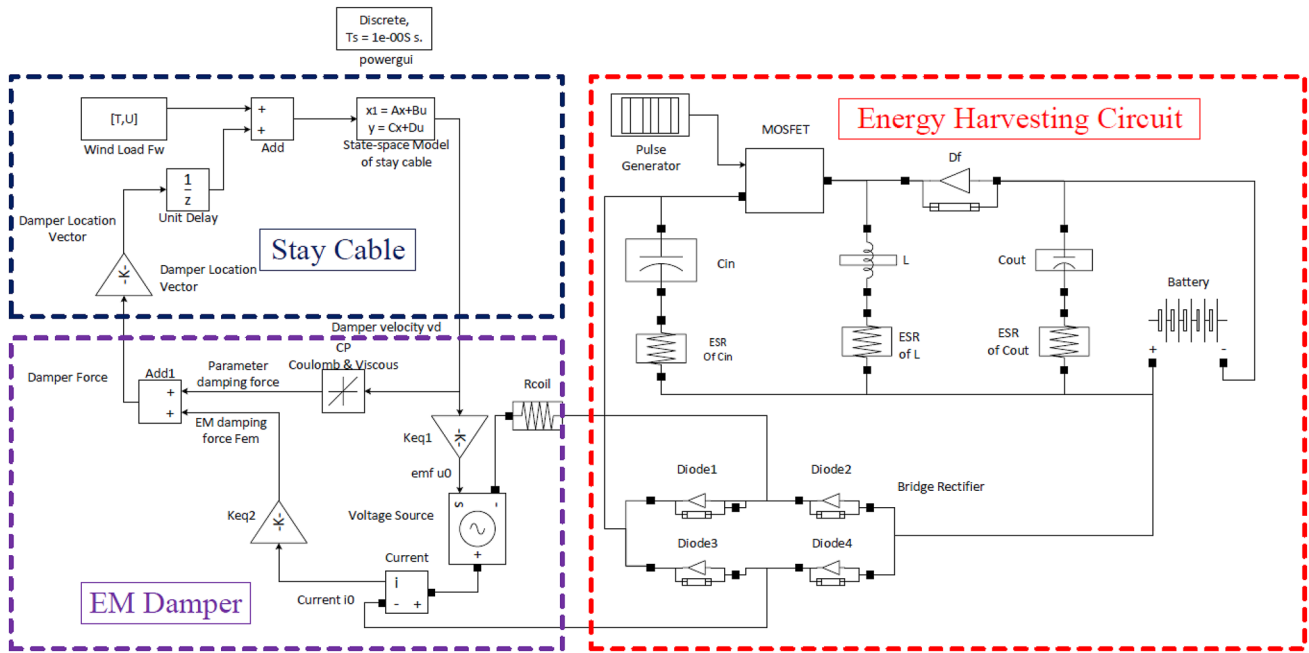 Discrete,
Ts = 1e-00S s.
powergui
[T,U]
Wind Load Fw
+
+
Add
x1 = Ax+Bu
y = Cx+Du
State-space Model
of stay cable
1
z
Unit Delay
Damper Location
Vector
-K-
Damper Location
Vector
Stay Cable
Damper velocity vd
CP
Coulomb & Viscous
Parameter
damping force
Damper Force
Add1
+
+
EM damping
force Fem
Rcoil
Keq1
-K-
emf u0
Voltage Source
s
-
+
Keq2
-K-
Current
i
- +
Current i0
EM Damper
Energy Harvesting Circuit
Pulse
Generator
MOSFET
Df
Cin
L
Cout
Battery
+
-
ESR
Of Cin
ESR
of L
ESR
of Cout
Diode1
Diode2
Bridge Rectifier
Diode3
Diode4